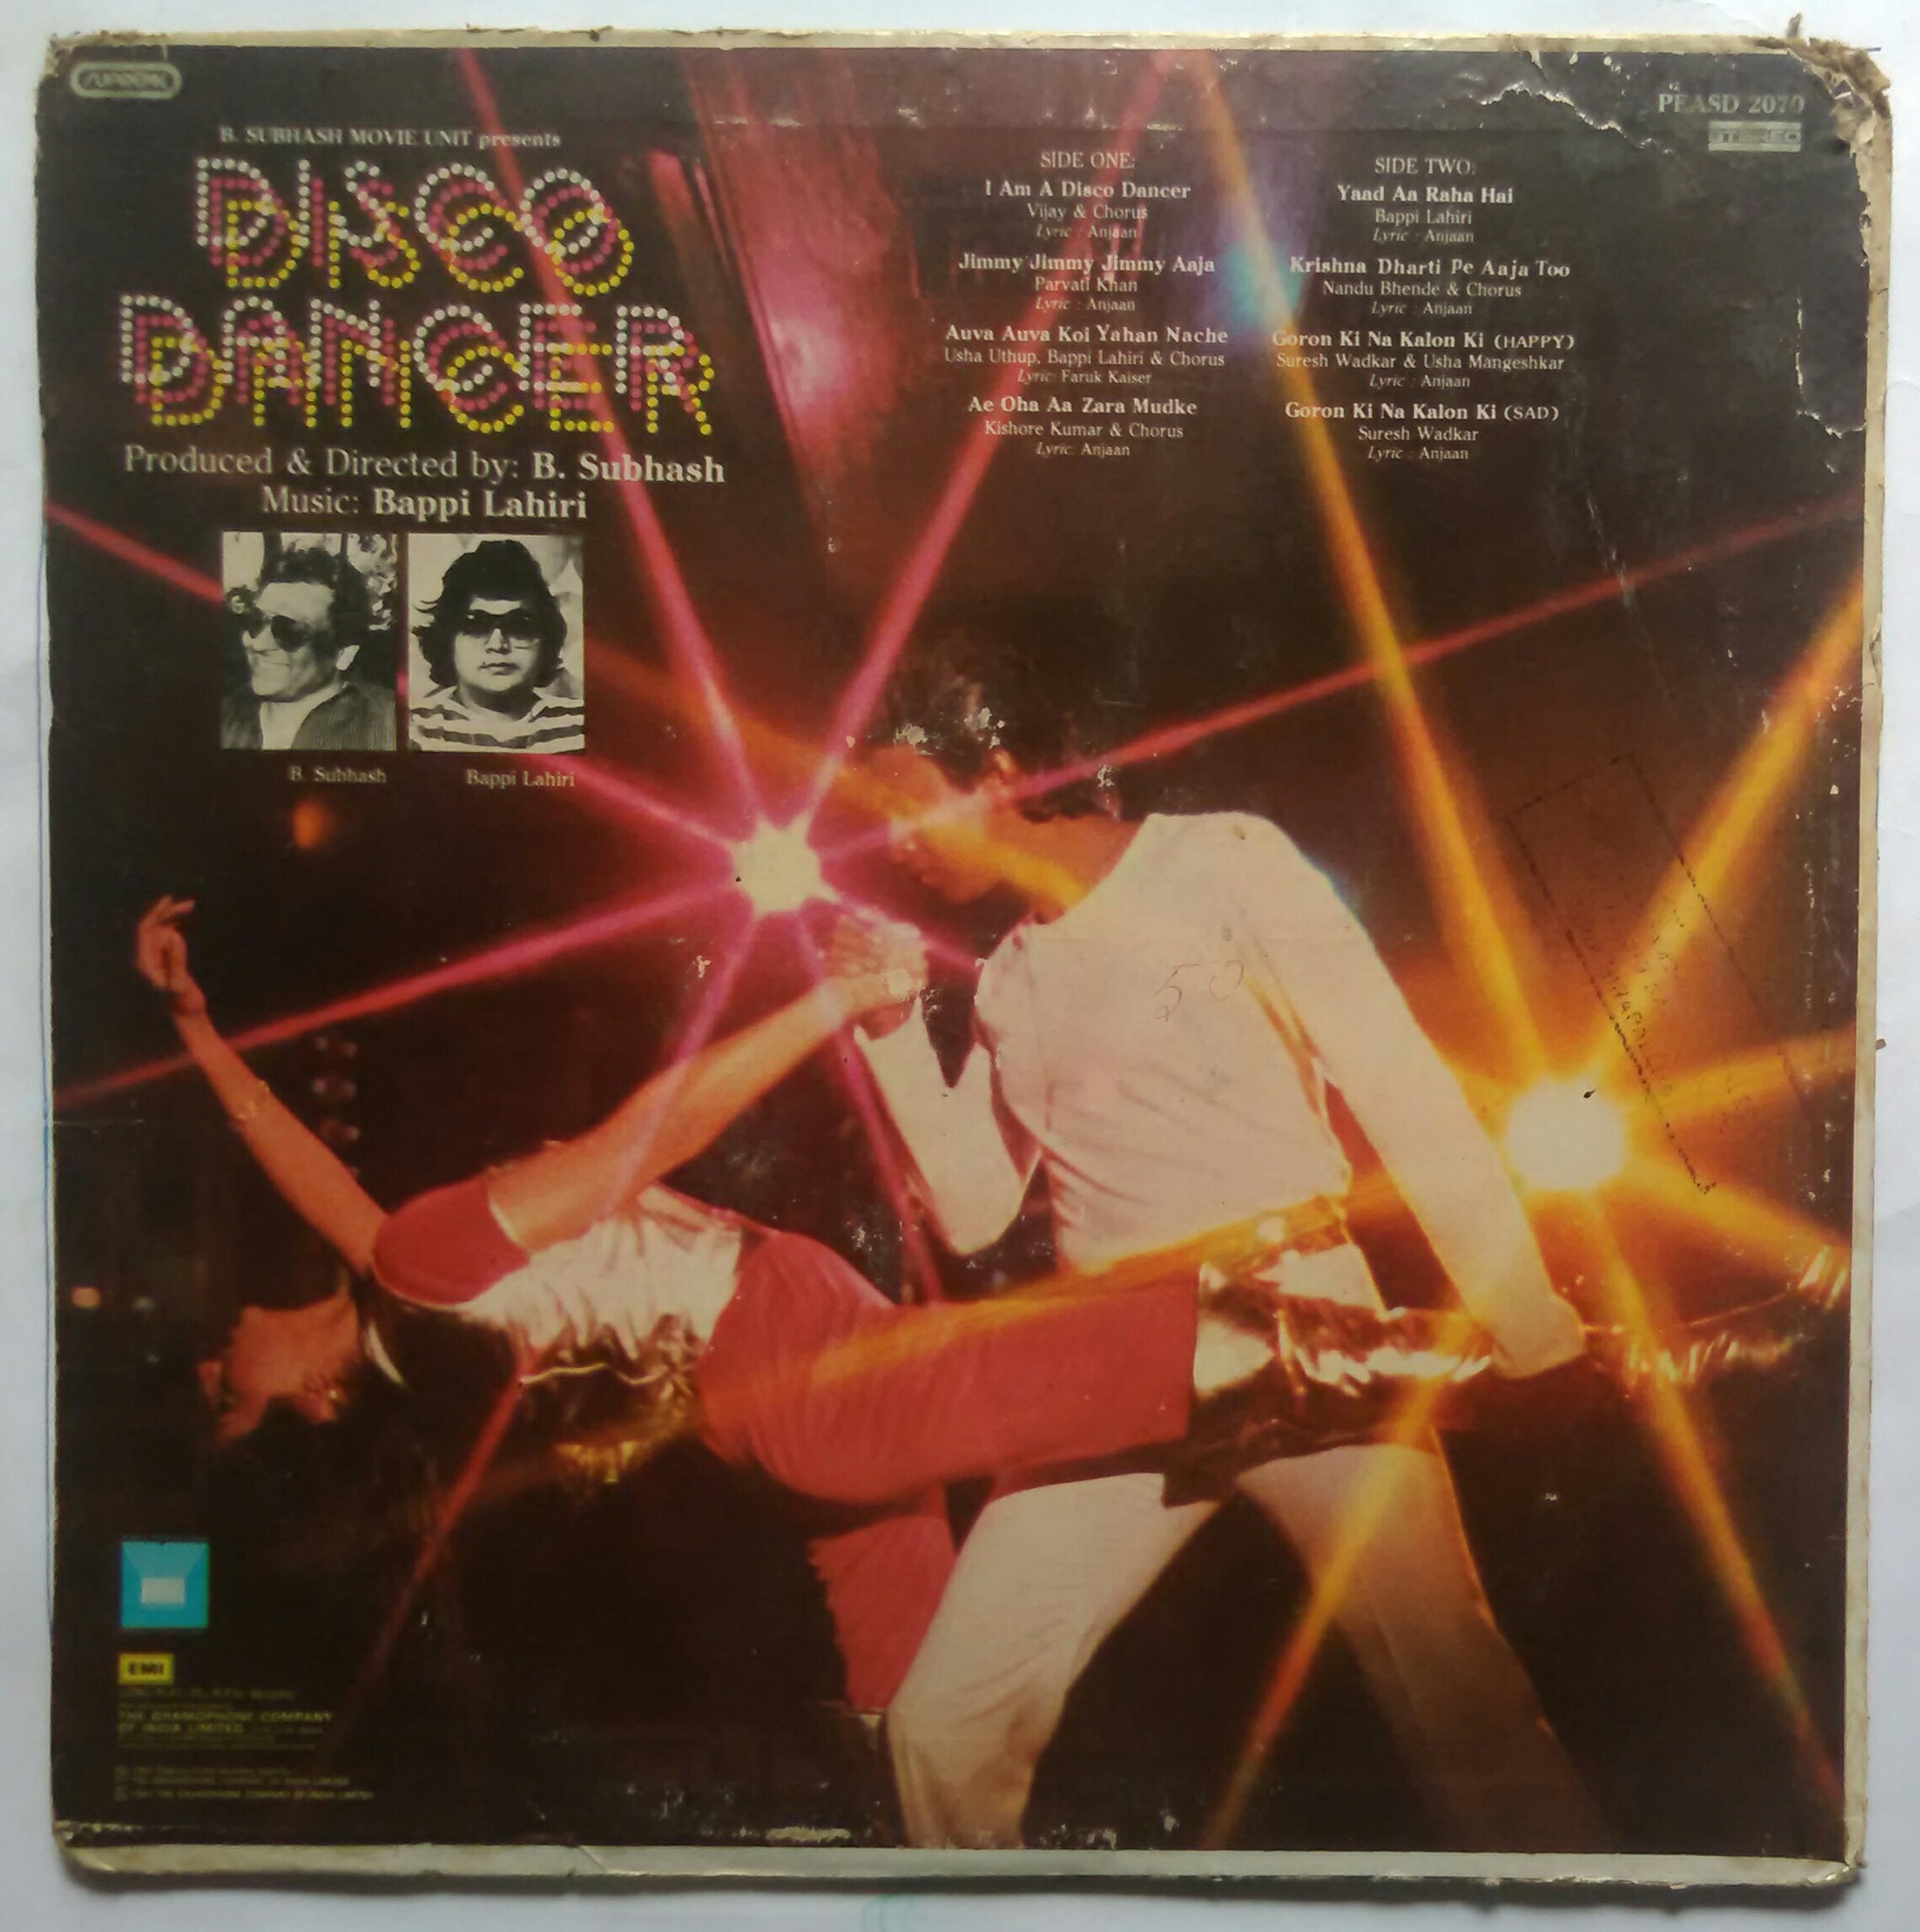 SUPREME
PEASD 2070
STEREO
B. SUBHASH MOVIE UNIT presents
DISCO
DANCER
Produced & Directed by: B. Subhash
Music: Bappi Lahiri
B. Subhash
Bappi Lahiri
SIDE ONE:
I Am A Disco Dancer
Vijay & Chorus
Lyric : Anjaan
Jimmy Jimmy Jimmy Aaja
Parvati Khan
Lyric : Anjaan
Auva Auva Koi Yahan Nache
Usha Uthup, Bappi Lahiri & Chorus
Lyric: Faruk Kaiser
Ae Oha Aa Zara Mudke
Kishore Kumar & Chorus
Lyric: Anjaan
SIDE TWO:
Yaad Aa Raha Hai
Bappi Lahiri
Lyric : Anjaan
Krishna Dharti Pe Aaja Too
Nandu Bhende & Chorus
Lyric : Anjaan
Goron Ki Na Kalon Ki (HAPPY)
Suresh Wadkar & Usha Mangeshkar
Lyric : Anjaan
Goron Ki Na Kalon Ki (SAD)
Suresh Wadkar
Lyric : Anjaan
50
EMI
THE GRAMOPHONE COMPANY
OF INDIA LIMITED